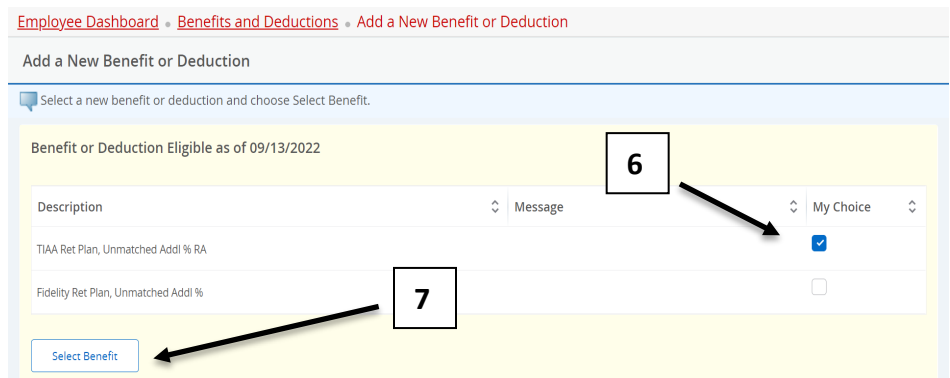 Employee Dashboard • Benefits and Deductions • Add a New Benefit or Deduction
Add a New Benefit or Deduction
Select a new benefit or deduction and choose Select Benefit.
Benefit or Deduction Eligible as of 09/13/2022
6
Description Message My Choice
TIAA Ret Plan, Unmatched Addl % RA
Fidelity Ret Plan, Unmatched Addl %
7
Select Benefit